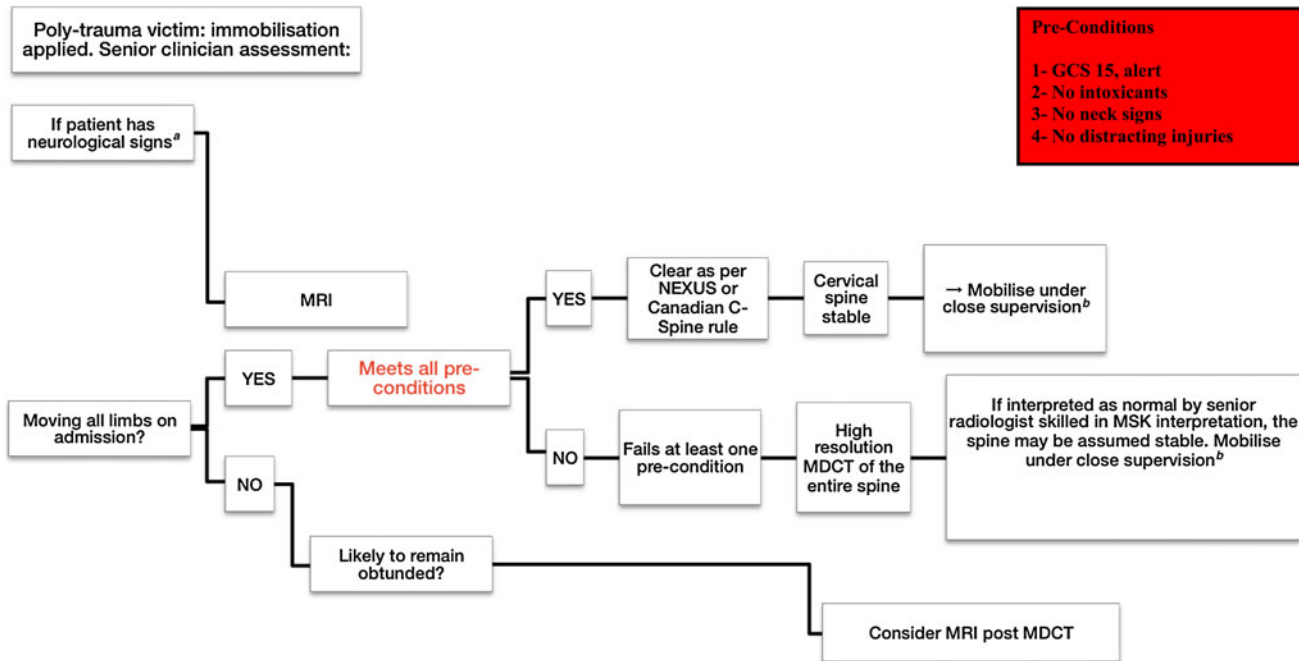 Poly-trauma victim: immobilisation
applied. Senior clinician assessment:
Pre-Conditions
1- GCS 15, alert
2- No intoxicants
3- No neck signs
4- No distracting injuries
If patient has
neurological signsª
MRI
YES
Clear as per
NEXUS or
Canadian C-
Spine rule
Cervical
spine
stable
→ Mobilise under
close supervisionᵇ
Moving all limbs on
admission?
YES
Meets all pre-
conditions
NO
Fails at least one
pre-condition
High
resolution
MDCT of the
entire spine
If interpreted as normal by senior
radiologist skilled in MSK interpretation, the
spine may be assumed stable. Mobilise
under close supervisionᵇ
NO
Likely to remain
obtunded?
Consider MRI post MDCT